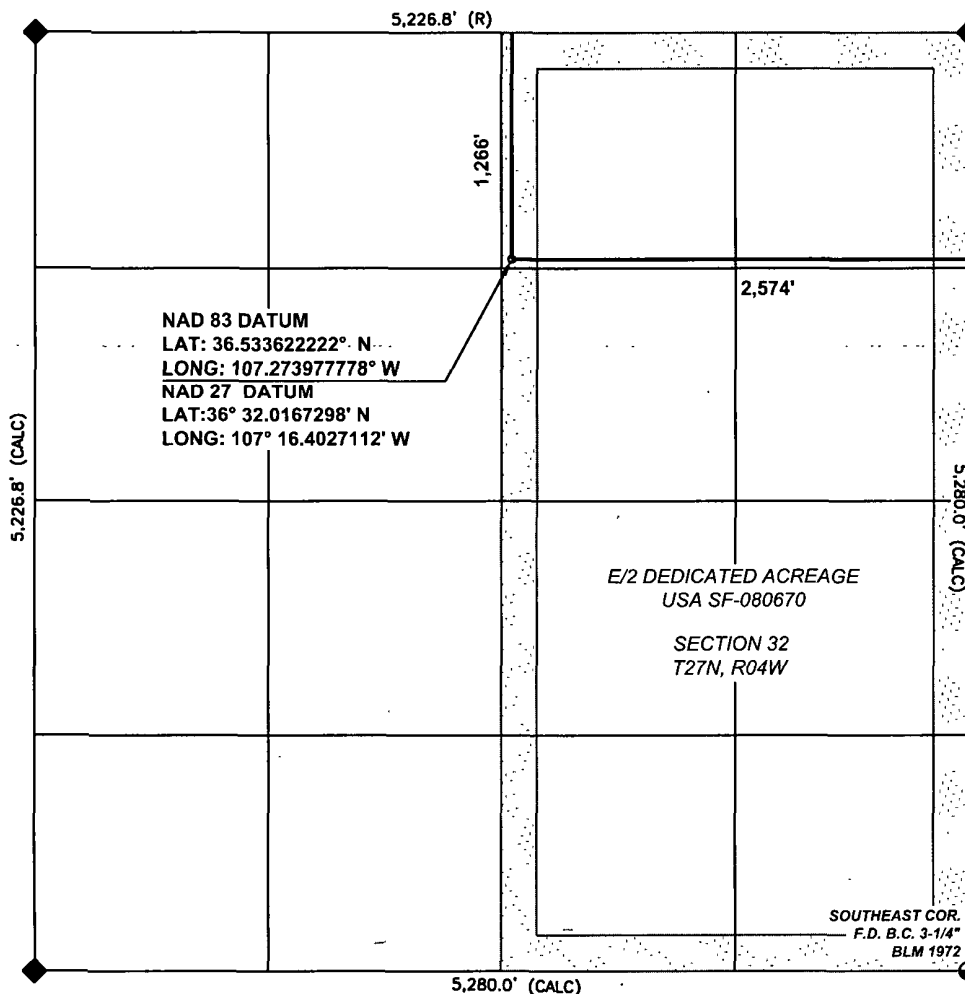 5,226.8' (R)
1,266'
2,574'
NAD 83 DATUM
LAT: 36.533622222° N
LONG: 107.273977778° W
NAD 27 DATUM
LAT:36° 32.0167298' N
LONG: 107° 16.4027112' W
5,226.8' (CALC)
5,280.0' (CALC)
E/2 DEDICATED ACREAGE
USA SF-080670
SECTION 32
T27N, R04W
SOUTHEAST COR.
F.D. B.C. 3-1/4"
BLM 1972
5,280.0' (CALC)